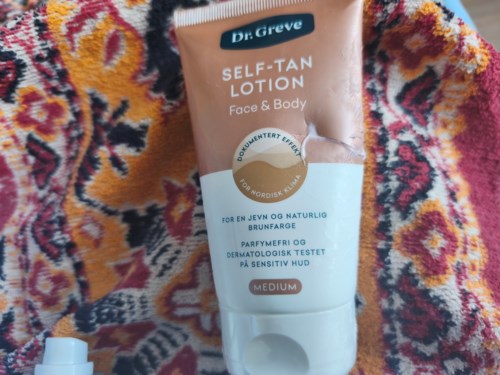 Dr. Greve
SELF-TAN
LOTION
Face & Body
DOKUMENTERT EFFEKT
FOR NORDISK KLIMA
FOR EN JEVN OG NATURLIG
BRUNFARGE
PARFYMEFRI OG
DERMATOLOGISK TESTET
PÅ SENSITIV HUD
MEDIUM